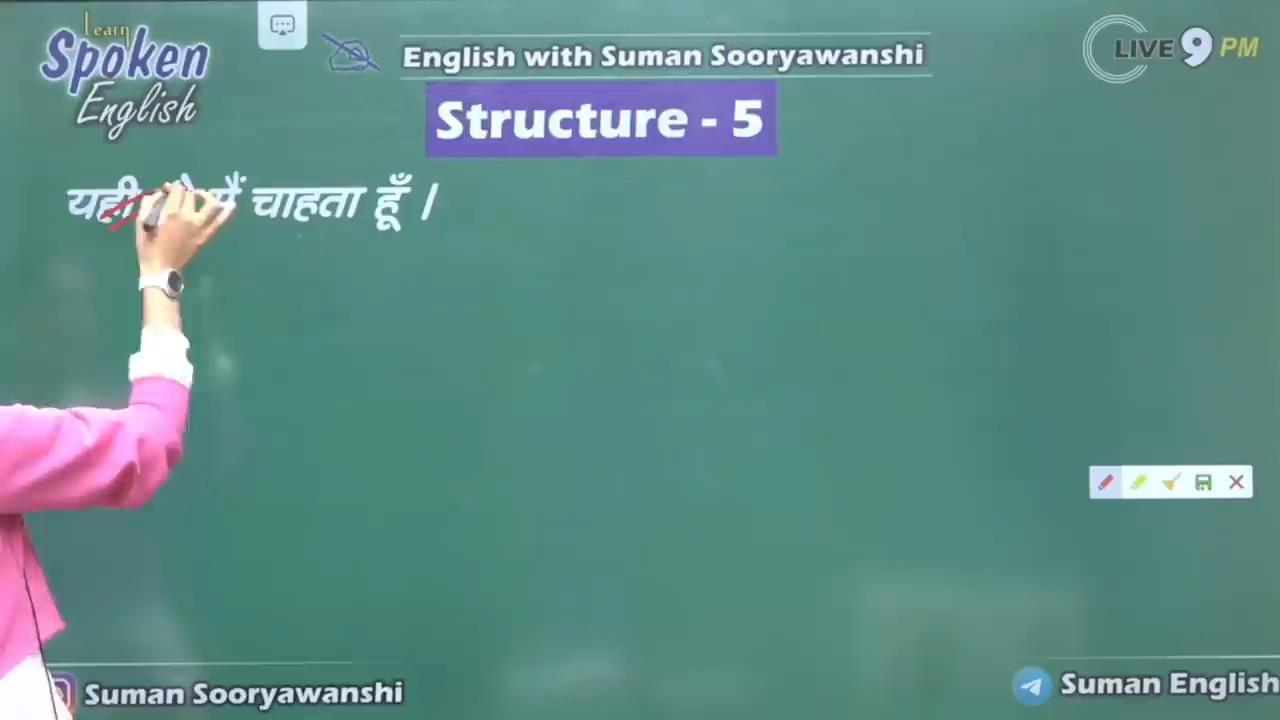 Learn
Spoken
English
English with Suman Sooryawanshi
LIVE 9 PM
Structure - 5
यही मैं चाहता हूँ ।
Suman Sooryawanshi
Suman English